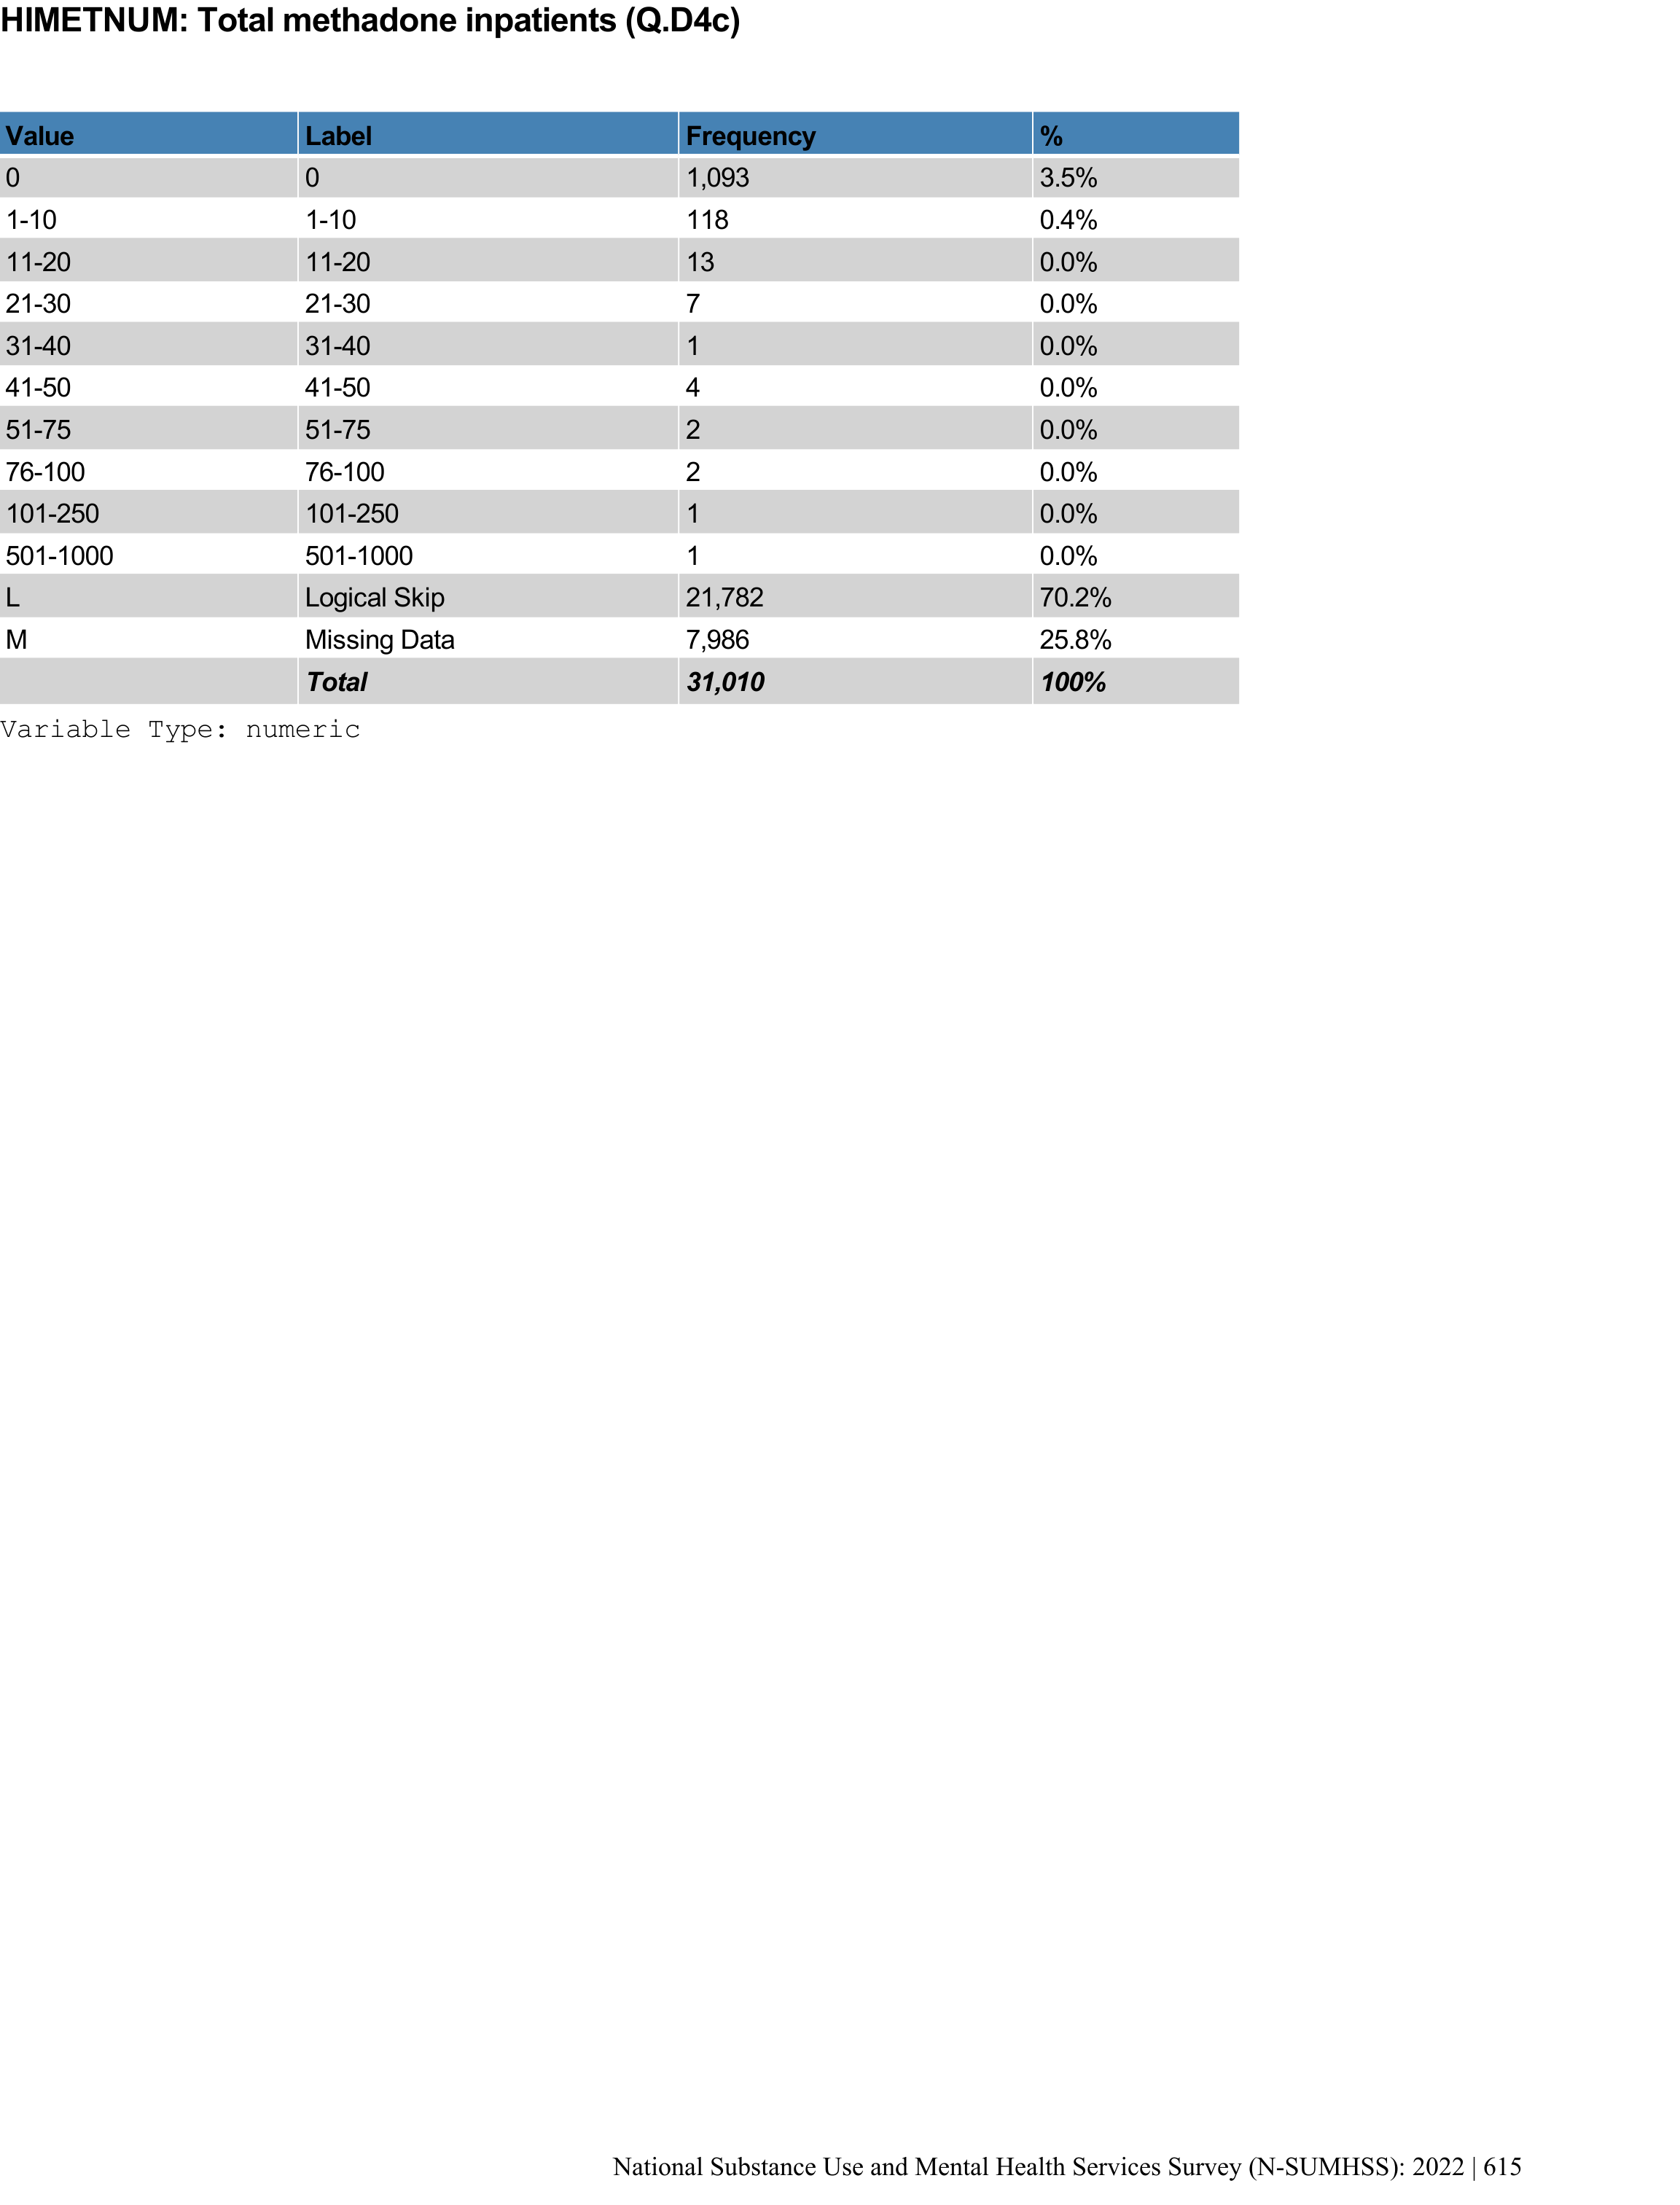 HIMETNUM: Total methadone inpatients (Q.D4c)
Value Label Frequency %
0 0 1,093 3.5%
1-10 1-10 118 0.4%
11-20 11-20 13 0.0%
21-30 21-30 7 0.0%
31-40 31-40 1 0.0%
41-50 41-50 4 0.0%
51-75 51-75 2 0.0%
76-100 76-100 2 0.0%
101-250 101-250 1 0.0%
501-1000 501-1000 1 0.0%
L Logical Skip 21,782 70.2%
M Missing Data 7,986 25.8%
Total 31,010 100%
Variable Type: numeric
National Substance Use and Mental Health Services Survey (N-SUMHSS): 2022 | 615